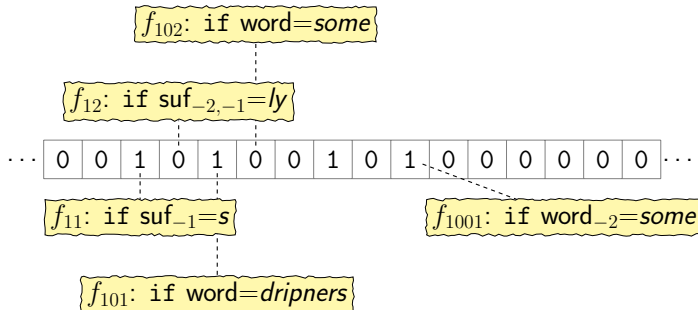 f₁₀₂: if word=some
f₁₂: if suf₋₂,₋₁=ly
··· 0 0 1 0 1 0 0 1 0 1 0 0 0 0 0 0 ···
f₁₁: if suf₋₁=s
f₁₀₀₁: if word₋₂=some
f₁₀₁: if word=dripners